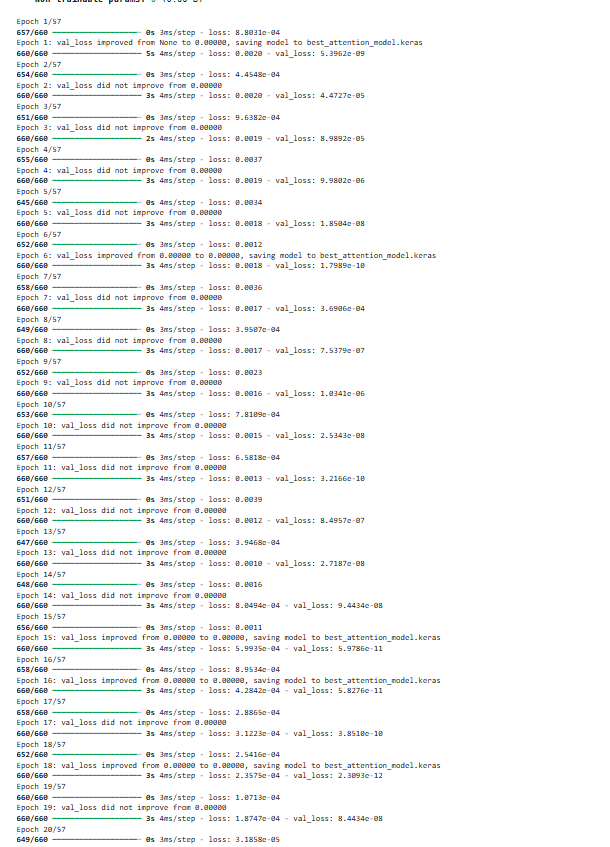 Epoch 1/57
657/660 0s 3ms/step - loss: 8.8031e-04
Epoch 1: val_loss improved from None to 0.00000, saving model to best_attention_model.keras
660/660 5s 4ms/step - loss: 0.0020 - val_loss: 5.3962e-09
Epoch 2/57
654/660 0s 3ms/step - loss: 4.4548e-04
Epoch 2: val_loss did not improve from 0.00000
660/660 3s 4ms/step - loss: 0.0020 - val_loss: 4.4727e-05
Epoch 3/57
651/660 0s 3ms/step - loss: 9.6382e-04
Epoch 3: val_loss did not improve from 0.00000
660/660 2s 4ms/step - loss: 0.0019 - val_loss: 8.9892e-05
Epoch 4/57
655/660 0s 4ms/step - loss: 0.0037
Epoch 4: val_loss did not improve from 0.00000
660/660 3s 4ms/step - loss: 0.0019 - val_loss: 9.9802e-06
Epoch 5/57
645/660 0s 4ms/step - loss: 0.0034
Epoch 5: val_loss did not improve from 0.00000
660/660 3s 4ms/step - loss: 0.0018 - val_loss: 1.8504e-08
Epoch 6/57
652/660 0s 3ms/step - loss: 0.0012
Epoch 6: val_loss improved from 0.00000 to 0.00000, saving model to best_attention_model.keras
660/660 3s 4ms/step - loss: 0.0018 - val_loss: 1.7989e-10
Epoch 7/57
658/660 0s 3ms/step - loss: 0.0036
Epoch 7: val_loss did not improve from 0.00000
660/660 3s 4ms/step - loss: 0.0017 - val_loss: 3.6906e-04
Epoch 8/57
649/660 0s 3ms/step - loss: 3.9507e-04
Epoch 8: val_loss did not improve from 0.00000
660/660 3s 4ms/step - loss: 0.0017 - val_loss: 7.5379e-07
Epoch 9/57
652/660 0s 3ms/step - loss: 0.0023
Epoch 9: val_loss did not improve from 0.00000
660/660 3s 4ms/step - loss: 0.0016 - val_loss: 1.0341e-06
Epoch 10/57
653/660 0s 3ms/step - loss: 7.8109e-04
Epoch 10: val_loss did not improve from 0.00000
660/660 3s 4ms/step - loss: 0.0015 - val_loss: 2.5343e-08
Epoch 11/57
657/660 0s 3ms/step - loss: 6.5818e-04
Epoch 11: val_loss did not improve from 0.00000
660/660 3s 4ms/step - loss: 0.0013 - val_loss: 3.2166e-10
Epoch 12/57
651/660 0s 3ms/step - loss: 0.0039
Epoch 12: val_loss did not improve from 0.00000
660/660 3s 4ms/step - loss: 0.0012 - val_loss: 8.4957e-07
Epoch 13/57
647/660 0s 3ms/step - loss: 3.9468e-04
Epoch 13: val_loss did not improve from 0.00000
660/660 3s 4ms/step - loss: 0.0010 - val_loss: 2.7187e-08
Epoch 14/57
648/660 0s 3ms/step - loss: 0.0016
Epoch 14: val_loss did not improve from 0.00000
660/660 3s 4ms/step - loss: 8.0494e-04 - val_loss: 9.4434e-08
Epoch 15/57
656/660 0s 3ms/step - loss: 0.0011
Epoch 15: val_loss improved from 0.00000 to 0.00000, saving model to best_attention_model.keras
660/660 3s 4ms/step - loss: 5.9935e-04 - val_loss: 5.9786e-11
Epoch 16/57
658/660 0s 4ms/step - loss: 8.9534e-04
Epoch 16: val_loss improved from 0.00000 to 0.00000, saving model to best_attention_model.keras
660/660 3s 4ms/step - loss: 4.2842e-04 - val_loss: 5.8276e-11
Epoch 17/57
658/660 0s 4ms/step - loss: 2.8865e-04
Epoch 17: val_loss did not improve from 0.00000
660/660 3s 4ms/step - loss: 3.1223e-04 - val_loss: 3.8510e-10
Epoch 18/57
652/660 0s 3ms/step - loss: 2.5416e-04
Epoch 18: val_loss improved from 0.00000 to 0.00000, saving model to best_attention_model.keras
660/660 3s 4ms/step - loss: 2.3575e-04 - val_loss: 2.3093e-12
Epoch 19/57
660/660 0s 4ms/step - loss: 1.0713e-04
Epoch 19: val_loss did not improve from 0.00000
660/660 3s 4ms/step - loss: 1.8747e-04 - val_loss: 8.4434e-08
Epoch 20/57
649/660 0s 3ms/step - loss: 3.1858e-05